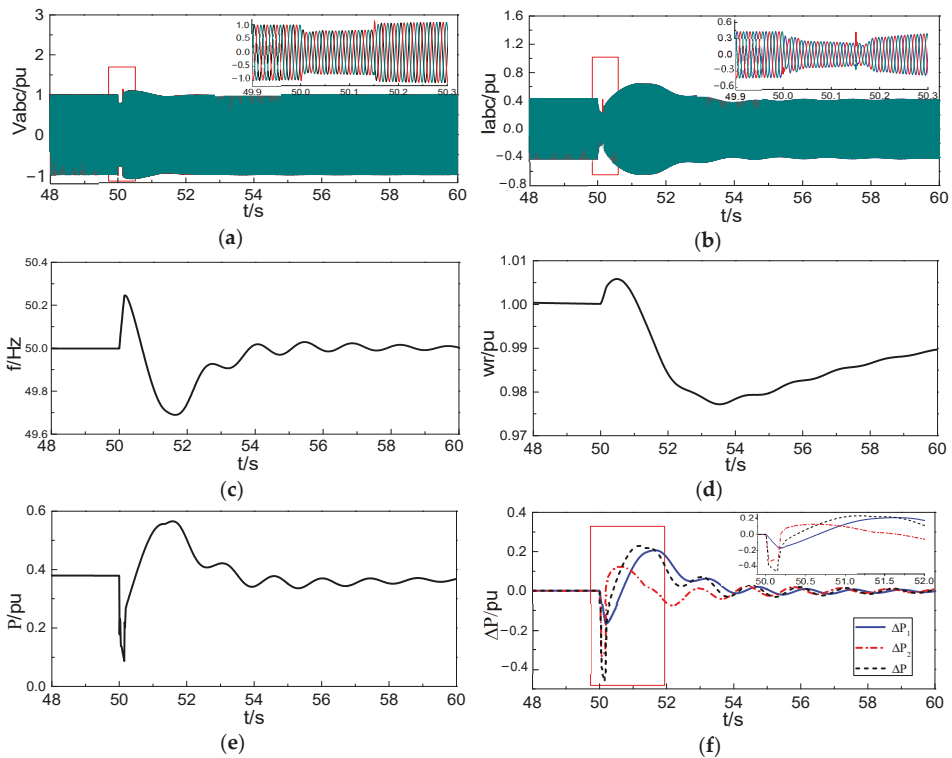 Vabc/pu
3
2
1
0
−1
48 50 52 54 56 58 60
t/s
1.0
0.5
0.0
−0.5
−1.0
49.9 50.0 50.1 50.2 50.3
(a)
Iabc/pu
1.6
1.2
0.8
0.4
0.0
−0.4
−0.8
48 50 52 54 56 58 60
t/s
0.6
0.3
0.0
−0.3
−0.6
49.9 50.0 50.1 50.2 50.3
(b)
f/Hz
50.4
50.2
50.0
49.8
49.6
48 50 52 54 56 58 60
t/s
(c)
wr/pu
1.01
1.00
0.99
0.98
0.97
48 50 52 54 56 58 60
t/s
(d)
P/pu
0.6
0.4
0.2
0.0
48 50 52 54 56 58 60
t/s
(e)
ΔP/pu
0.4
0.2
0.0
−0.2
−0.4
48 50 52 54 56 58 60
t/s
0.2
0.0
−0.2
−0.4
50.0 50.5 51.0 51.5 52.0
ΔP₁
ΔP₂
ΔP
(f)